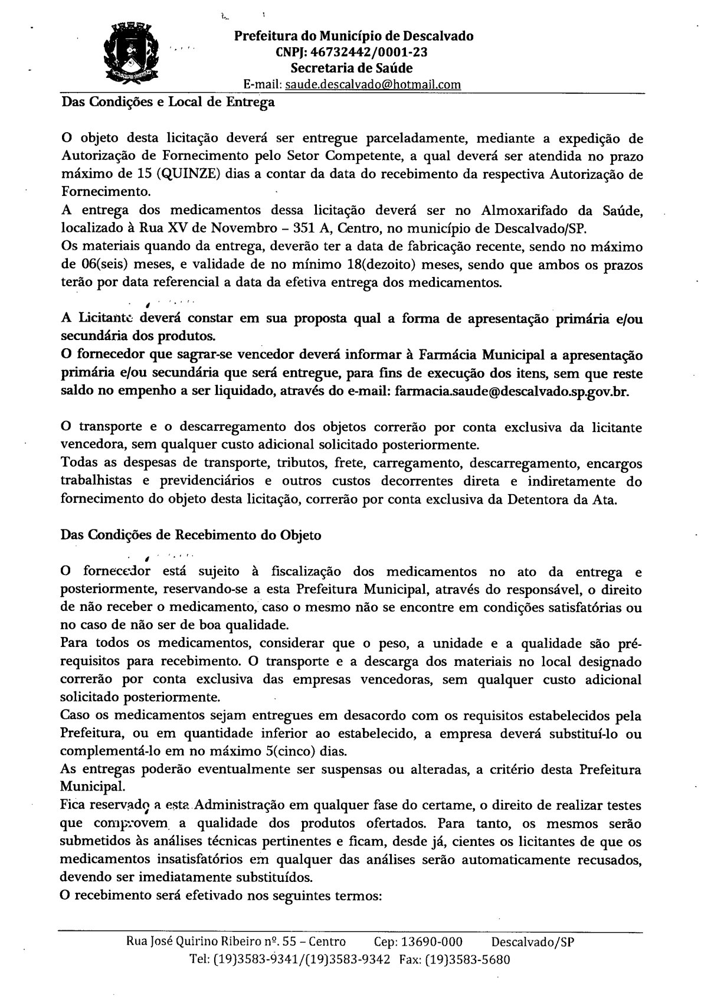 Prefeitura do Município de Descalvado
CNPJ: 46732442/0001-23
Secretaria de Saúde
E-mail: saude.descalvado@hotmail.com
Das Condições e Local de Entrega
O objeto desta licitação deverá ser entregue parceladamente, mediante a expedição de
Autorização de Fornecimento pelo Setor Competente, a qual deverá ser atendida no prazo
máximo de 15 (QUINZE) dias a contar da data do recebimento da respectiva Autorização de
Fornecimento.
A entrega dos medicamentos dessa licitação deverá ser no Almoxarifado da Saúde,
localizado à Rua XV de Novembro – 351 A, Centro, no município de Descalvado/SP.
Os materiais quando da entrega, deverão ter a data de fabricação recente, sendo no máximo
de 06(seis) meses, e validade de no mínimo 18(dezoito) meses, sendo que ambos os prazos
terão por data referencial a data da efetiva entrega dos medicamentos.
A Licitante deverá constar em sua proposta qual a forma de apresentação primária e/ou
secundária dos produtos.
O fornecedor que sagrar-se vencedor deverá informar à Farmácia Municipal a apresentação
primária e/ou secundária que será entregue, para fins de execução dos itens, sem que reste
saldo no empenho a ser liquidado, através do e-mail: farmacia.saude@descalvado.sp.gov.br.
O transporte e o descarregamento dos objetos correrão por conta exclusiva da licitante
vencedora, sem qualquer custo adicional solicitado posteriormente.
Todas as despesas de transporte, tributos, frete, carregamento, descarregamento, encargos
trabalhistas e previdenciários e outros custos decorrentes direta e indiretamente do
fornecimento do objeto desta licitação, correrão por conta exclusiva da Detentora da Ata.
Das Condições de Recebimento do Objeto
O fornecedor está sujeito à fiscalização dos medicamentos no ato da entrega e
posteriormente, reservando-se a esta Prefeitura Municipal, através do responsável, o direito
de não receber o medicamento, caso o mesmo não se encontre em condições satisfatórias ou
no caso de não ser de boa qualidade.
Para todos os medicamentos, considerar que o peso, a unidade e a qualidade são pré-
requisitos para recebimento. O transporte e a descarga dos materiais no local designado
correrão por conta exclusiva das empresas vencedoras, sem qualquer custo adicional
solicitado posteriormente.
Caso os medicamentos sejam entregues em desacordo com os requisitos estabelecidos pela
Prefeitura, ou em quantidade inferior ao estabelecido, a empresa deverá substituí-lo ou
complementá-lo em no máximo 5(cinco) dias.
As entregas poderão eventualmente ser suspensas ou alteradas, a critério desta Prefeitura
Municipal.
Fica reservado a esta Administração em qualquer fase do certame, o direito de realizar testes
que comprovem a qualidade dos produtos ofertados. Para tanto, os mesmos serão
submetidos às análises técnicas pertinentes e ficam, desde já, cientes os licitantes de que os
medicamentos insatisfatórios em qualquer das análises serão automaticamente recusados,
devendo ser imediatamente substituídos.
O recebimento será efetivado nos seguintes termos:
Rua José Quirino Ribeiro nº. 55 – Centro Cep: 13690-000 Descalvado/SP
Tel: (19)3583-9341/(19)3583-9342 Fax: (19)3583-5680